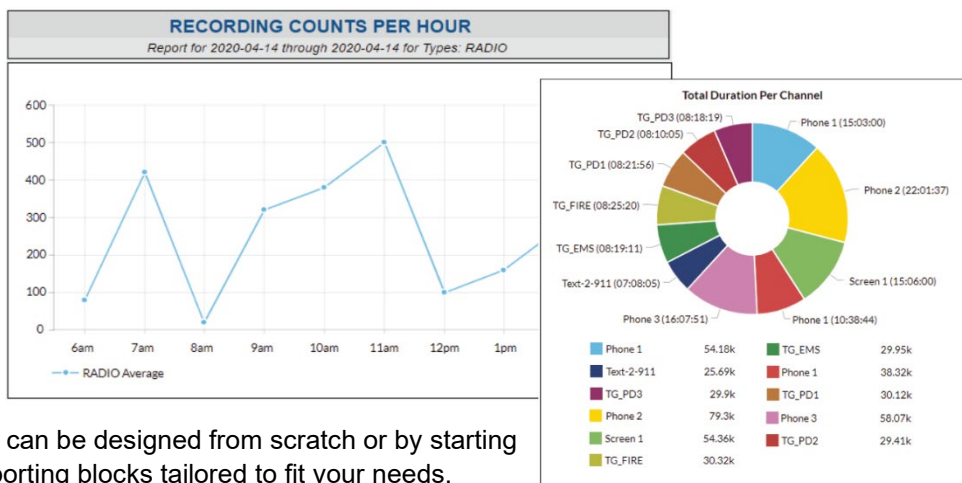 RECORDING COUNTS PER HOUR
Report for 2020-04-14 through 2020-04-14 for Types: RADIO
600
500
400
300
200
100
0
6am 7am 8am 9am 10am 11am 12pm 1pm
RADIO Average
Total Duration Per Channel
TG_PD3 (08:18:19)
Phone 1 (15:03:00)
TG_PD2 (08:10:05)
TG_PD1 (08:21:56)
Phone 2 (22:01:37)
TG_FIRE (08:25:20)
TG_EMS (08:19:11)
Screen 1 (15:06:00)
Text-2-911 (07:08:05)
Phone 3 (16:07:51)
Phone 1 (10:38:44)
Phone 1 54.18k TG_EMS 29.95k
Text-2-911 25.69k Phone 1 38.32k
TG_PD3 29.9k TG_PD1 30.12k
Phone 2 79.3k Phone 3 58.07k
Screen 1 54.36k TG_PD2 29.41k
TG_FIRE 30.32k
can be designed from scratch or by starting
porting blocks tailored to fit your needs.